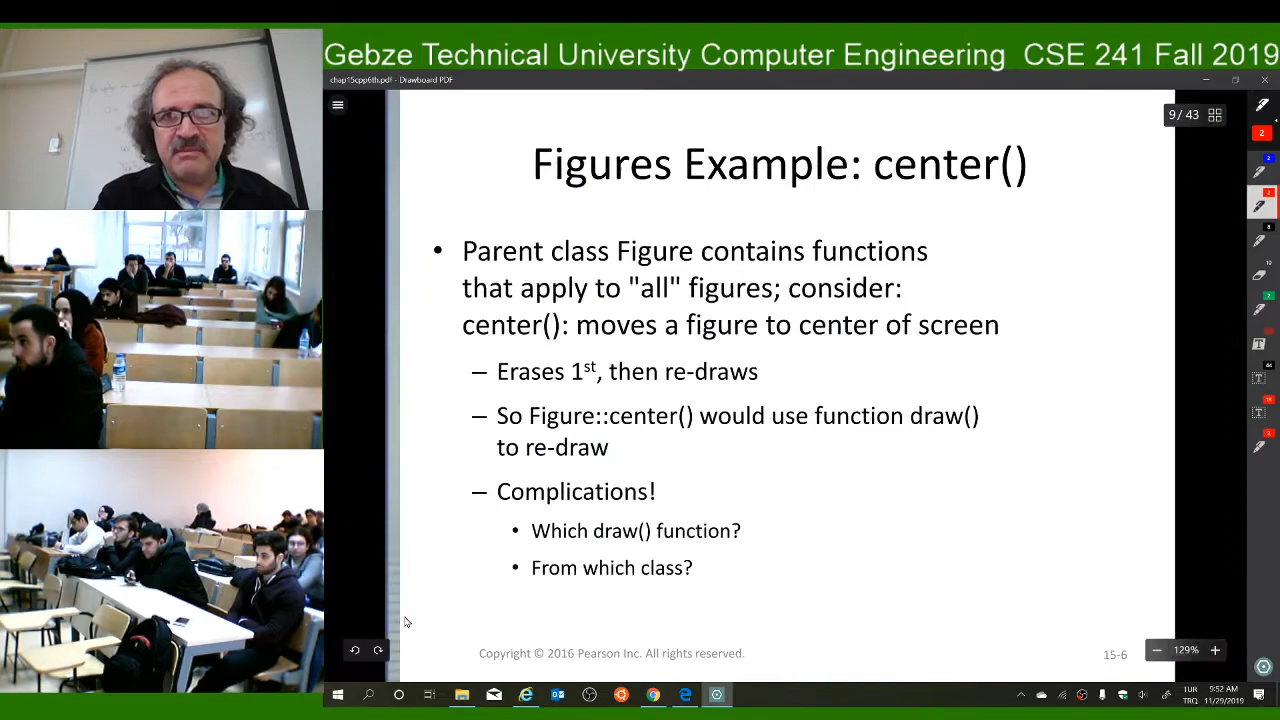 Gebze Technical University Computer Engineering CSE 241 Fall 2019
chap15cpp6th.pdf - Drawboard PDF
9 / 43
Figures Example: center()
• Parent class Figure contains functions
that apply to "all" figures; consider:
center(): moves a figure to center of screen
– Erases 1st, then re-draws
– So Figure::center() would use function draw()
to re-draw
– Complications!
• Which draw() function?
• From which class?
Copyright © 2016 Pearson Inc. All rights reserved.
15-6
129%
TUR
TRQ
9:52 AM
11/29/2019